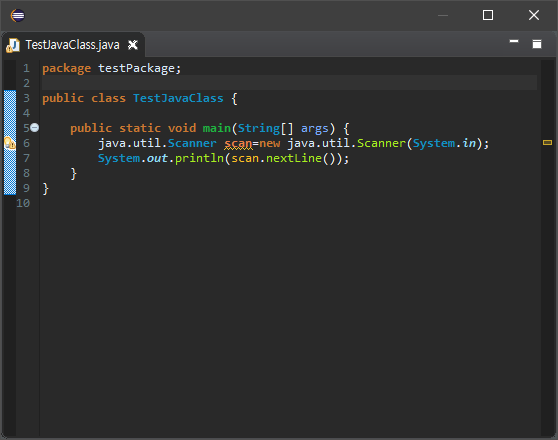 TestJavaClass.java
1 package testPackage;
2
3 public class TestJavaClass {
4
5     public static void main(String[] args) {
6         java.util.Scanner scan=new java.util.Scanner(System.in);
7         System.out.println(scan.nextLine());
8     }
9 }
10